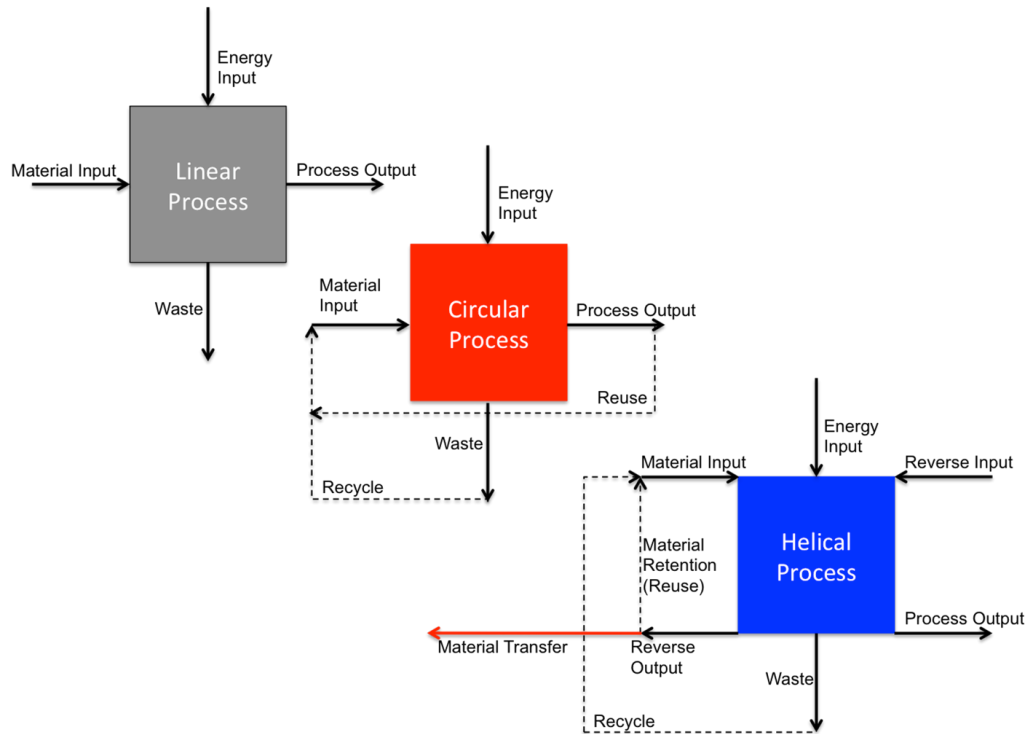 Energy
Input
Material Input
Linear
Process
Process Output
Waste
Energy
Input
Material
Input
Circular
Process
Process Output
Reuse
Waste
Recycle
Energy
Input
Material Input
Reverse Input
Material
Retention
(Reuse)
Helical
Process
Process Output
Material Transfer
Reverse
Output
Waste
Recycle